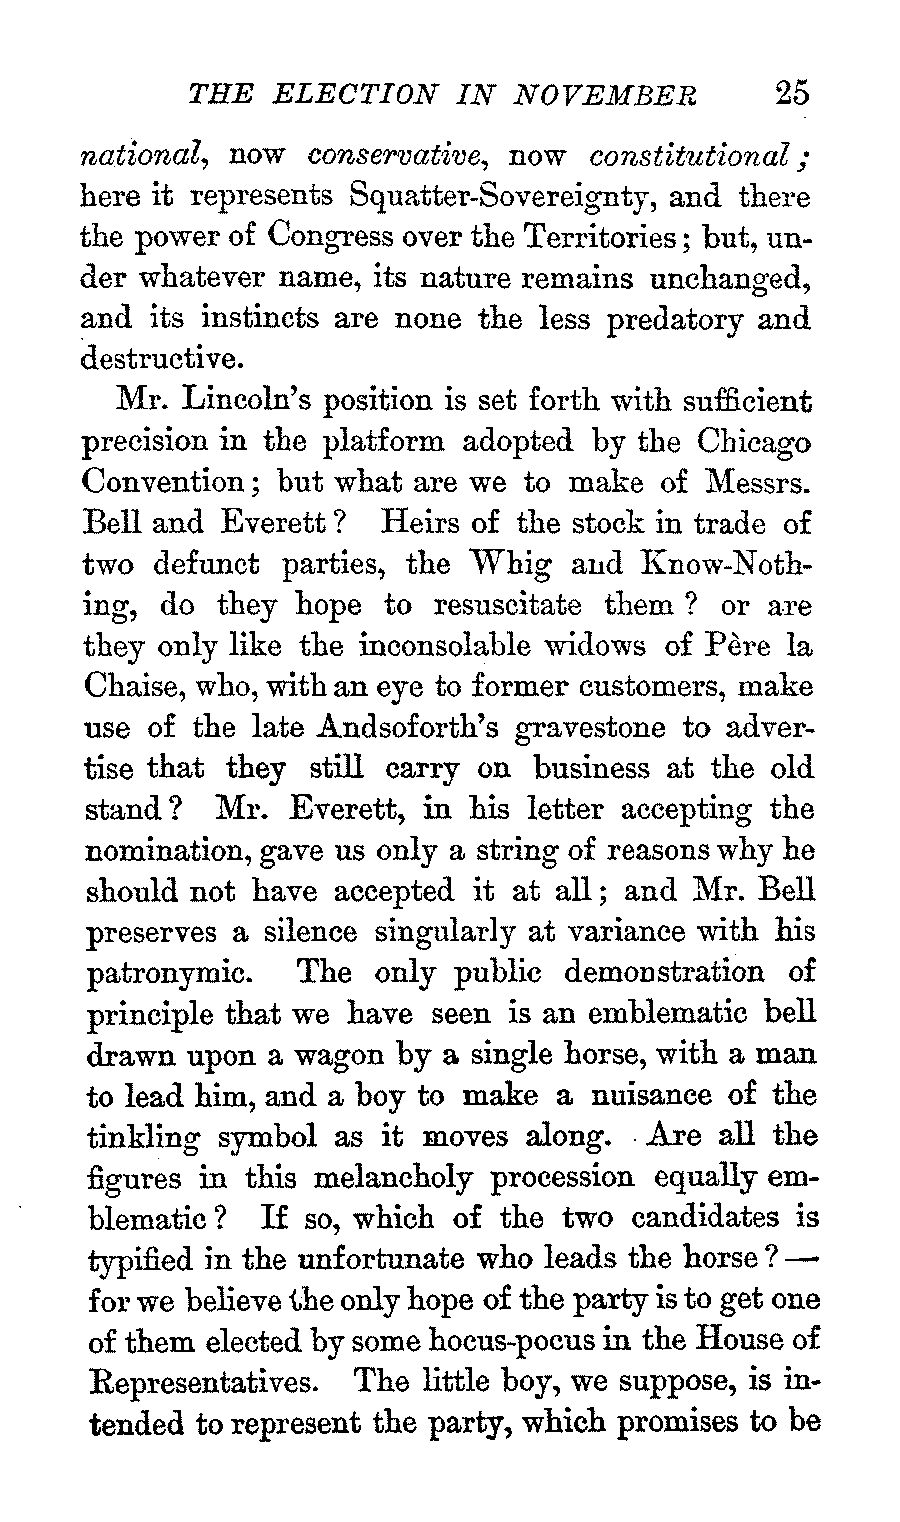 THE ELECTION IN NOVEMBER 25
national, now conservative, now constitutional;
here it represents Squatter-Sovereignty, and there
the power of Congress over the Territories; but, un-
der whatever name, its nature remains unchanged,
and its instincts are none the less predatory and
destructive.
Mr. Lincoln's position is set forth with sufficient
precision in the platform adopted by the Chicago
Convention; but what are we to make of Messrs.
Bell and Everett? Heirs of the stock in trade of
two defunct parties, the Whig and Know-Noth-
ing, do they hope to resuscitate them? or are
they only like the inconsolable widows of Père la
Chaise, who, with an eye to former customers, make
use of the late Andsoforth's gravestone to adver-
tise that they still carry on business at the old
stand? Mr. Everett, in his letter accepting the
nomination, gave us only a string of reasons why he
should not have accepted it at all; and Mr. Bell
preserves a silence singularly at variance with his
patronymic. The only public demonstration of
principle that we have seen is an emblematic bell
drawn upon a wagon by a single horse, with a man
to lead him, and a boy to make a nuisance of the
tinkling symbol as it moves along. Are all the
figures in this melancholy procession equally em-
blematic? If so, which of the two candidates is
typified in the unfortunate who leads the horse?—
for we believe the only hope of the party is to get one
of them elected by some hocus-pocus in the House of
Representatives. The little boy, we suppose, is in-
tended to represent the party, which promises to be